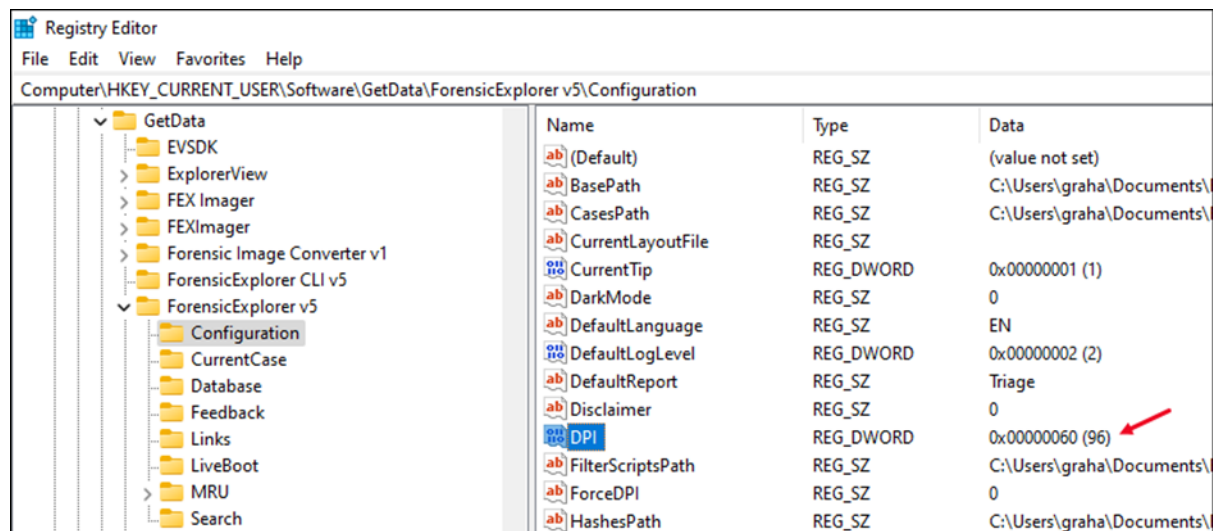 Registry Editor
File Edit View Favorites Help
Computer\HKEY_CURRENT_USER\Software\GetData\ForensicExplorer v5\Configuration
GetData
EVSDK
ExplorerView
FEX Imager
FEXImager
Forensic Image Converter v1
ForensicExplorer CLI v5
ForensicExplorer v5
Configuration
CurrentCase
Database
Feedback
Links
LiveBoot
MRU
Search
Name Type Data
(Default) REG_SZ (value not set)
BasePath REG_SZ C:\Users\graha\Documents\
CasesPath REG_SZ C:\Users\graha\Documents\
CurrentLayoutFile REG_SZ
CurrentTip REG_DWORD 0x00000001 (1)
DarkMode REG_SZ 0
DefaultLanguage REG_SZ EN
DefaultLogLevel REG_DWORD 0x00000002 (2)
DefaultReport REG_SZ Triage
Disclaimer REG_SZ 0
DPI REG_DWORD 0x00000060 (96)
FilterScriptsPath REG_SZ C:\Users\graha\Documents\
ForceDPI REG_SZ 0
HashesPath REG_SZ C:\Users\graha\Documents\